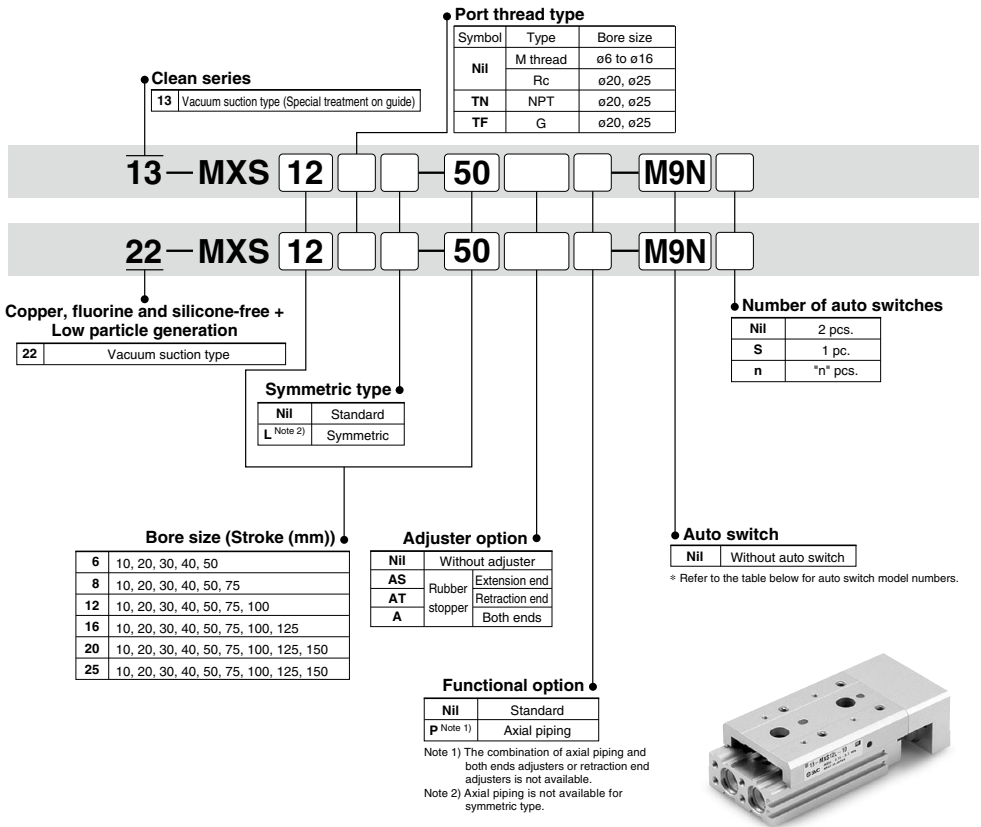 Port thread type
Symbol Type Bore size
Nil M thread ø6 to ø16
Rc ø20, ø25
TN NPT ø20, ø25
TF G ø20, ø25
Clean series
13 Vacuum suction type (Special treatment on guide)
13 — MXS 12 — 50 — M9N
22 — MXS 12 — 50 — M9N
Copper, fluorine and silicone-free +
Low particle generation
22 Vacuum suction type
Number of auto switches
Nil 2 pcs.
S 1 pc.
n "n" pcs.
Symmetric type
Nil Standard
L Note 2) Symmetric
Bore size (Stroke (mm))
6 10, 20, 30, 40, 50
8 10, 20, 30, 40, 50, 75
12 10, 20, 30, 40, 50, 75, 100
16 10, 20, 30, 40, 50, 75, 100, 125
20 10, 20, 30, 40, 50, 75, 100, 125, 150
25 10, 20, 30, 40, 50, 75, 100, 125, 150
Adjuster option
Nil Without adjuster
AS Rubber stopper Extension end
AT Retraction end
A Both ends
Auto switch
Nil Without auto switch
* Refer to the table below for auto switch model numbers.
Functional option
Nil Standard
P Note 1) Axial piping
Note 1) The combination of axial piping and
both ends adjusters or retraction end
adjusters is not available.
Note 2) Axial piping is not available for
symmetric type.
13-MXS12L-10
SMC